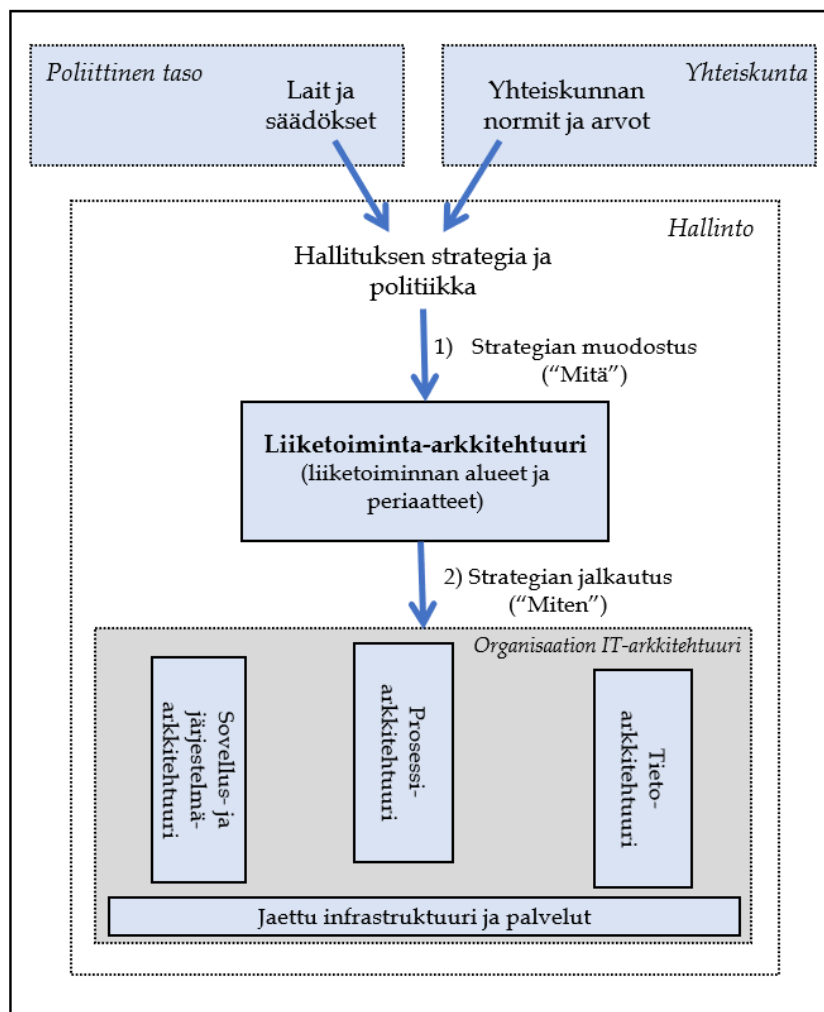 Poliittinen taso
Lait ja
säädökset
Yhteiskunta
Yhteiskunnan
normit ja arvot
Hallinto
Hallituksen strategia ja
politiikka
1) Strategian muodostus
(“Mitä”)
Liiketoiminta-arkkitehtuuri
(liiketoiminnan alueet ja
periaatteet)
2) Strategian jalkautus
(“Miten”)
Organisaation IT-arkkitehtuuri
Sovellus- ja
järjestelmä-
arkkitehtuuri
Prosessi-
arkkitehtuuri
Tieto-
arkkitehtuuri
Jaettu infrastruktuuri ja palvelut